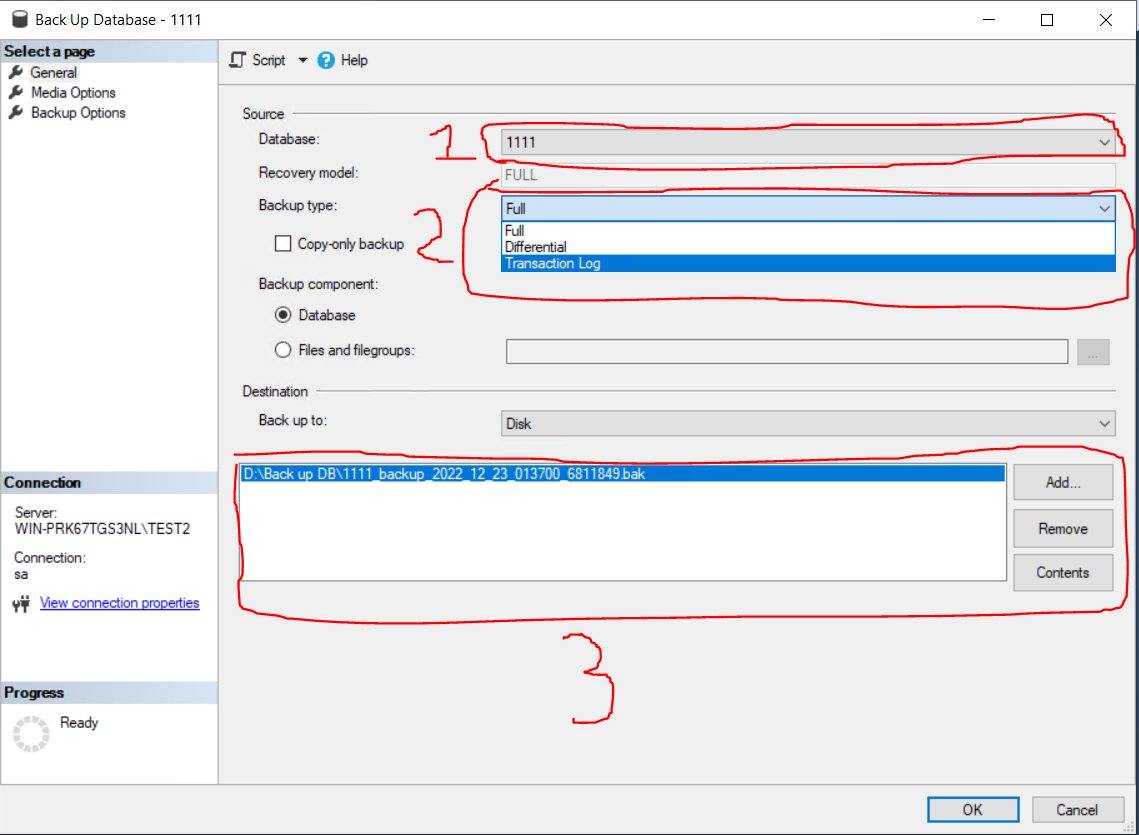 Back Up Database - 1111
Select a page
General
Media Options
Backup Options
Script
Help
Source
Database:
1
1111
Recovery model:
FULL
Backup type:
2
Full
Full
Differential
Transaction Log
Copy-only backup
Backup component:
Database
Files and filegroups:
...
Destination
Back up to:
Disk
D:\Back up DB\1111_backup_2022_12_23_013700_6811849.bak
Add...
Remove
Contents
3
Connection
Server:
WIN-PRK67TGS3NL\TEST2
Connection:
sa
View connection properties
Progress
Ready
OK
Cancel